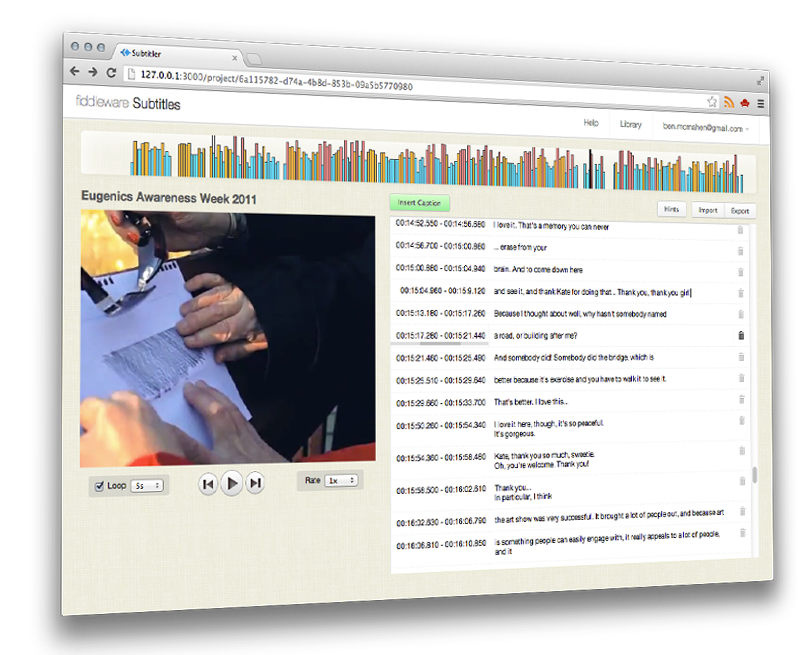 Subtitler
127.0.0.1:3000/project/6a115782-d74a-4b8d-853b-09a5b5770980
fiddleware Subtitles
Help
Library
ben.mcmahen@gmail.com
Eugenics Awareness Week 2011
Insert Caption
Hints
Import
Export
00:14:52.550 - 00:14:56.680 I love it. That's a memory you can never
00:14:56.700 - 00:15:00.860 ... erase from your
00:15:00.860 - 00:15:04.940 brain. And to come down here
00:15:04.960 - 00:15:9.120 and see it, and thank Kate for doing that... Thank you, thank you girl
00:15:13.180 - 00:15:17.260 Because I thought about well, why hasn't somebody named
00:15:17.280 - 00:15:21.440 a road, or building after me?
00:15:21.460 - 00:15:25.490 And somebody did! Somebody did the bridge, which is
00:15:25.510 - 00:15:29.640 better because it's exercise and you have to walk it to see it.
00:15:29.660 - 00:15:33.700 That's better. I love this...
00:15:50.260 - 00:15:54.340 I love it here, though, it's so peaceful.
It's gorgeous.
00:15:54.360 - 00:15:58.480 Kate, thank you so much, sweetie.
Oh, you're welcome. Thank you!
00:15:58.500 - 00:16:02.610 Thank you...
In particular, I think
00:16:02.630 - 00:16:06.790 the art show was very successful. It brought a lot of people out, and because art
00:16:06.810 - 00:16:10.850 is something people can easily engage with, it really appeals to a lot of people,
and it
Loop
5s
Rate
1x